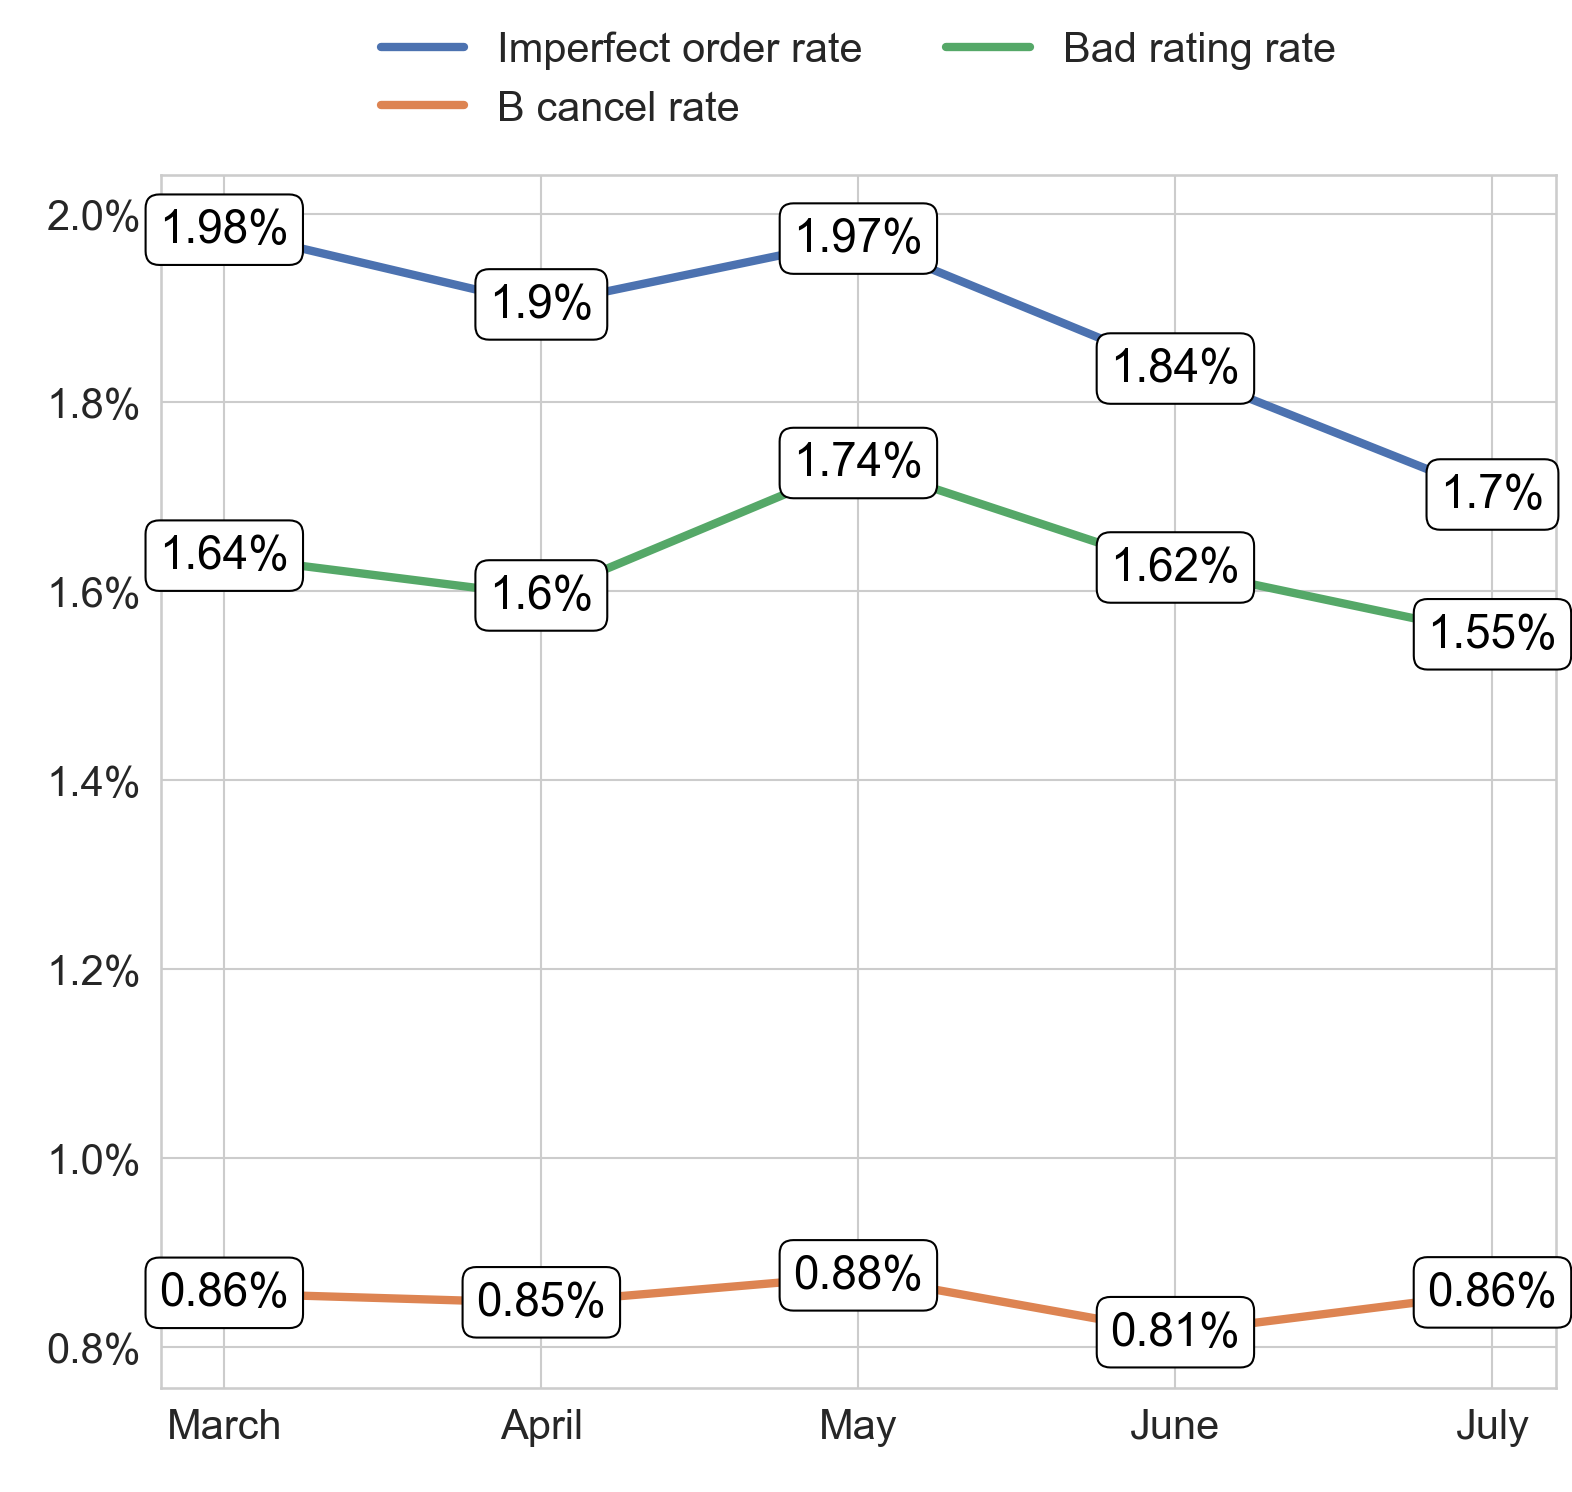 Imperfect order rate
B cancel rate
Bad rating rate
2.0%
1.8%
1.6%
1.4%
1.2%
1.0%
0.8%
1.98%
1.9%
1.97%
1.84%
1.7%
1.64%
1.6%
1.74%
1.62%
1.55%
0.86%
0.85%
0.88%
0.81%
0.86%
March
April
May
June
July